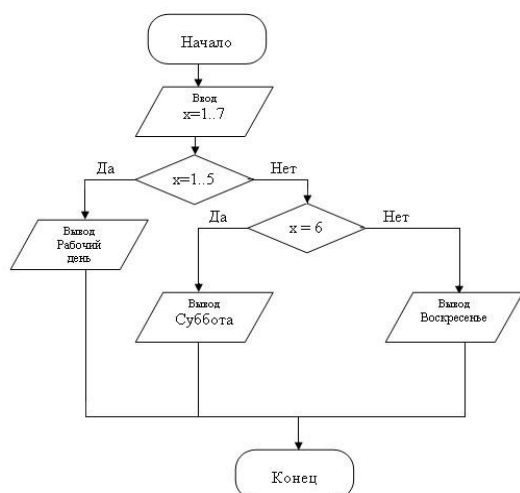 Начало
Ввод
x=1..7
Да
x=1..5
Нет
Вывод
Рабочий
день
Да
x = 6
Нет
Вывод
Суббота
Вывод
Воскресенье
Конец